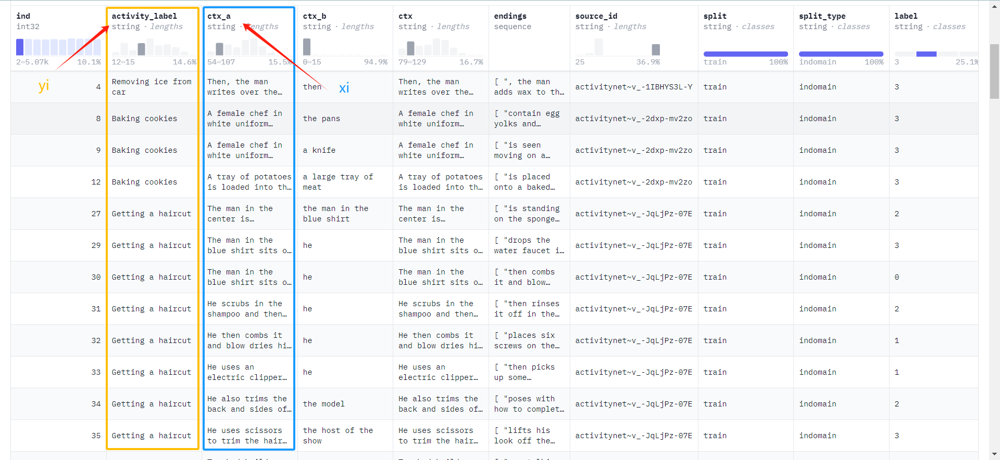 ind activity_label ctx_a ctx_b ctx endings source_id split split_type label
int32 string · lengths string · lengths string · lengths string · lengths sequence string · lengths string · classes string · classes string · classes
2⇔5.07k 10.1% 12⇔15 14.6% 54⇔107 15.5% 0⇔15 94.9% 79⇔129 16.7% 25 36.9% train 100% indomain 100% 3 25.1%
yi
xi
4 Removing ice from car Then, the man writes over the… then Then, the man writes over the… [ ", the man adds wax to th… activitynet~v_-1IBHYS3L-Y train indomain 3
8 Baking cookies A female chef in white uniform… the pans A female chef in white uniform… [ "contain egg yolks and… activitynet~v_-2dxp-mv2zo train indomain 3
9 Baking cookies A female chef in white uniform… a knife A female chef in white uniform… [ "is seen moving on a… activitynet~v_-2dxp-mv2zo train indomain 3
12 Baking cookies A tray of potatoes is loaded into th… a large tray of meat A tray of potatoes is loaded into th… [ "is placed onto a baked… activitynet~v_-2dxp-mv2zo train indomain 3
27 Getting a haircut The man in the center is… the man in the blue shirt The man in the center is… [ "is standing on the sponge… activitynet~v_-JqLjPz-07E train indomain 2
29 Getting a haircut The man in the blue shirt sits o… he The man in the blue shirt sits o… [ "drops the water faucet i… activitynet~v_-JqLjPz-07E train indomain 3
30 Getting a haircut The man in the blue shirt sits o… he The man in the blue shirt sits o… [ "then combs it and blow… activitynet~v_-JqLjPz-07E train indomain 0
31 Getting a haircut He scrubs in the shampoo and then… he He scrubs in the shampoo and then… [ "then rinses it off in the… activitynet~v_-JqLjPz-07E train indomain 2
32 Getting a haircut He then combs it and blow dries hi… he He then combs it and blow dries hi… [ "places six screws on the… activitynet~v_-JqLjPz-07E train indomain 1
33 Getting a haircut He uses an electric clipper… he He uses an electric clipper… [ "then picks up some… activitynet~v_-JqLjPz-07E train indomain 1
34 Getting a haircut He also trims the back and sides of… the model He also trims the back and sides of… [ "poses with how to complet… activitynet~v_-JqLjPz-07E train indomain 2
35 Getting a haircut He uses scissors to trim the hair… the host of the show He uses scissors to trim the hair… [ "lifts his look off the… activitynet~v_-JqLjPz-07E train indomain 3